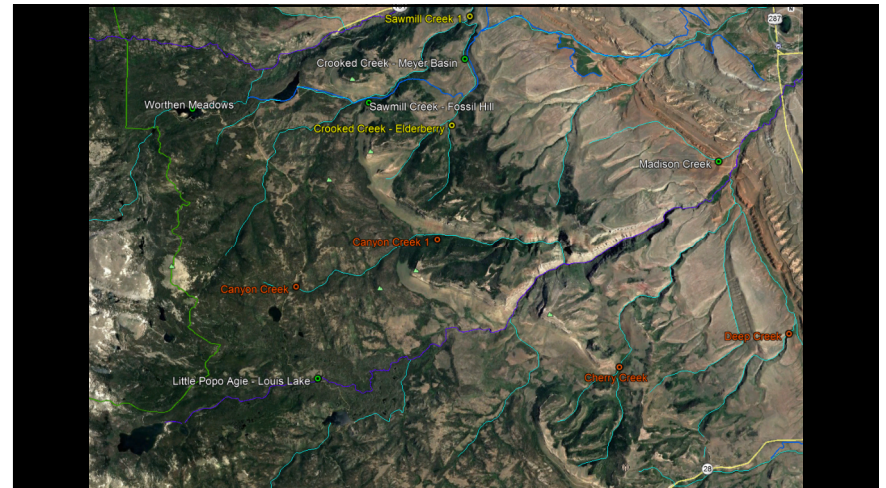 Sawmill Creek 1
287
Crooked Creek - Meyer Basin
Worthen Meadows
Sawmill Creek - Fossil Hill
Crooked Creek - Elderberry
Madison Creek
Canyon Creek 1
Canyon Creek
Deep Creek
Little Popo Agie - Louis Lake
Cherry Creek
28